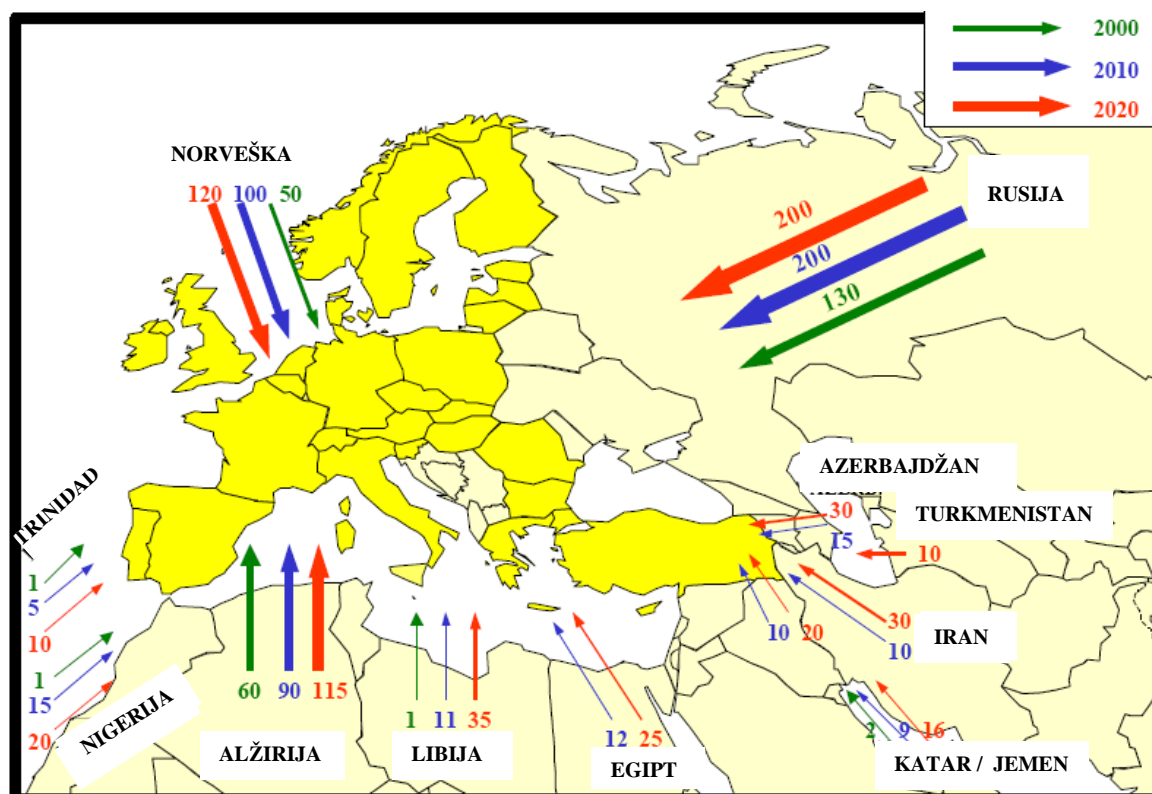 2000
2010
2020
NORVEŠKA
120 100 50
RUSIJA
200
200
130
AZERBAJDŽAN
TURKMENISTAN
30
15
10
TRINIDAD
1
5
10
1
15
20
NIGERIJA
60 90 115
ALŽIRIJA
1 11 35
LIBIJA
12 25
EGIPT
10 20
30
10
IRAN
2 9 16
KATAR / JEMEN